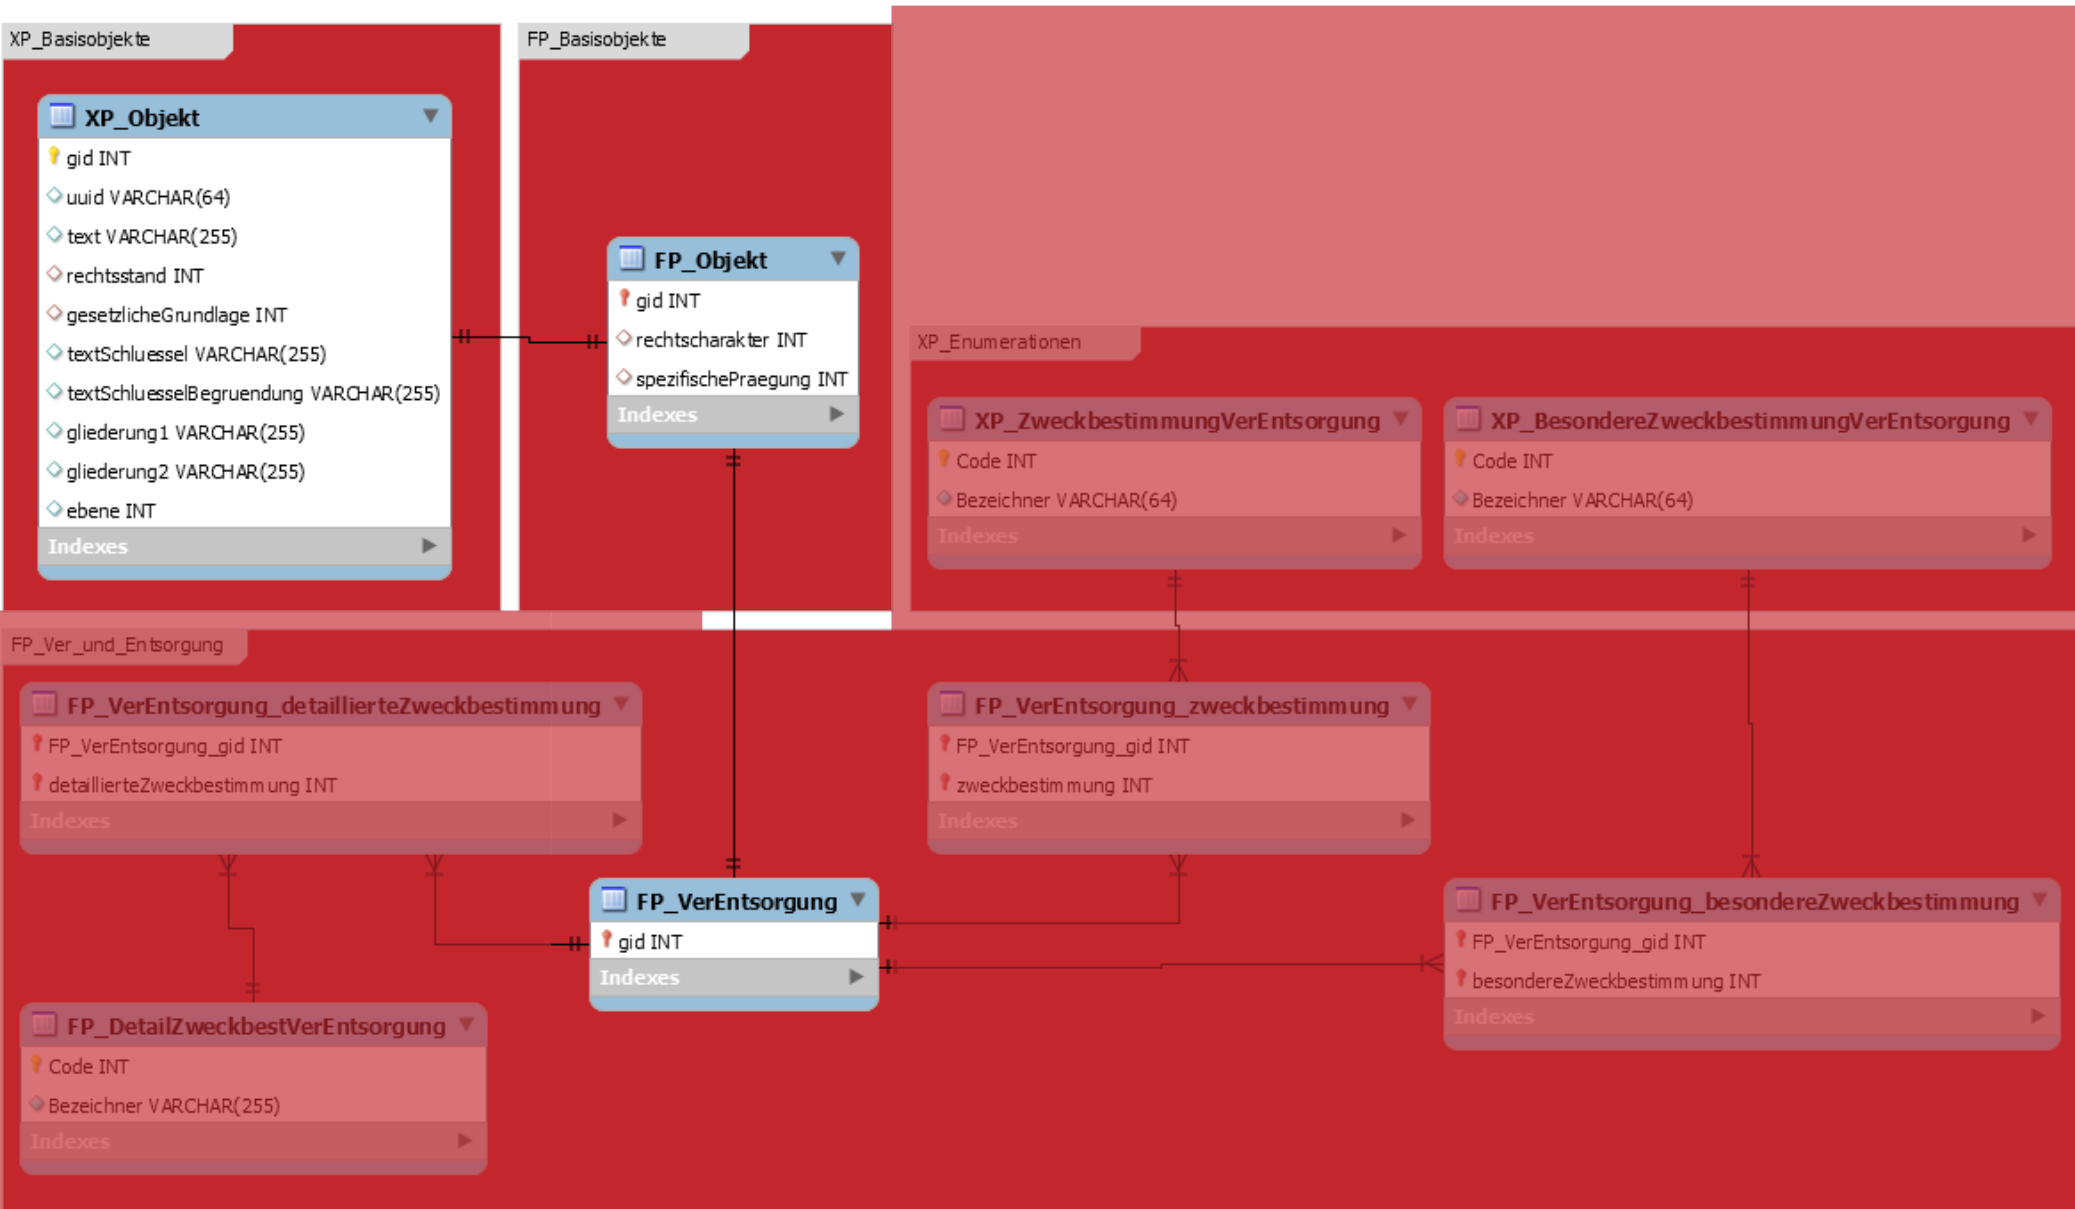 XP_Basisobjekte
XP_Objekt
gid INT
uuid VARCHAR(64)
text VARCHAR(255)
rechtsstand INT
gesetzlicheGrundlage INT
textSchluessel VARCHAR(255)
textSchluesselBegruendung VARCHAR(255)
gliederung1 VARCHAR(255)
gliederung2 VARCHAR(255)
ebene INT
Indexes
FP_Basisobjekte
FP_Objekt
gid INT
rechtscharakter INT
spezifischePraegung INT
Indexes
XP_Enumerationen
XP_ZweckbestimmungVerEntsorgung
Code INT
Bezeichner VARCHAR(64)
Indexes
XP_BesondereZweckbestimmungVerEntsorgung
Code INT
Bezeichner VARCHAR(64)
Indexes
FP_Ver_und_Entsorgung
FP_VerEntsorgung_detaillierteZweckbestimmung
FP_VerEntsorgung_gid INT
detaillierteZweckbestimmung INT
Indexes
FP_VerEntsorgung_zweckbestimmung
FP_VerEntsorgung_gid INT
zweckbestimmung INT
Indexes
FP_VerEntsorgung
gid INT
Indexes
FP_VerEntsorgung_besondereZweckbestimmung
FP_VerEntsorgung_gid INT
besondereZweckbestimmung INT
Indexes
FP_DetailZweckbestVerEntsorgung
Code INT
Bezeichner VARCHAR(255)
Indexes